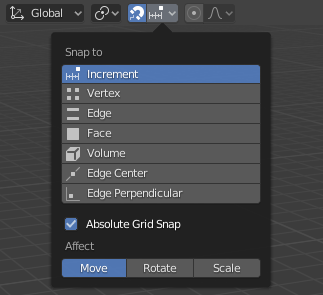 Global
Snap to
Increment
Vertex
Edge
Face
Volume
Edge Center
Edge Perpendicular
Absolute Grid Snap
Affect
Move Rotate Scale